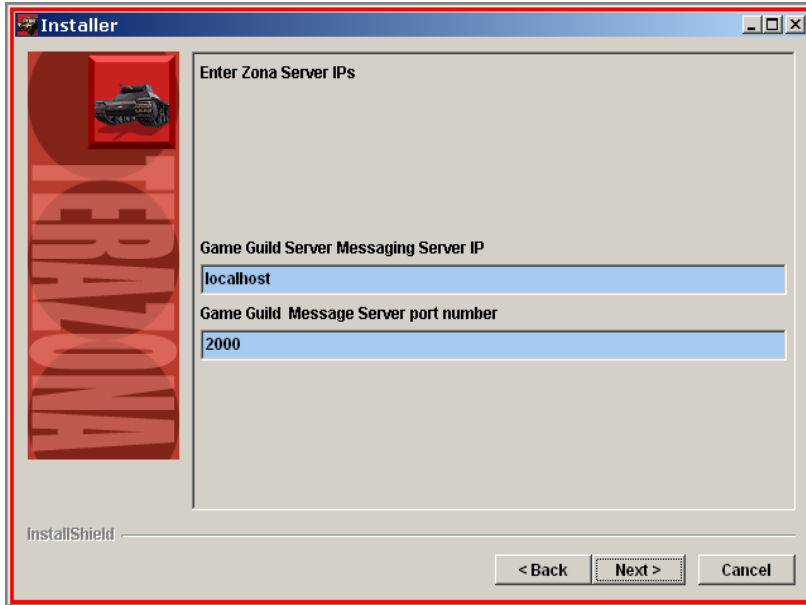 Installer
TERAZONA
Enter Zona Server IPs
Game Guild Server Messaging Server IP
localhost
Game Guild  Message Server port number
2000
InstallShield
< Back
Next >
Cancel